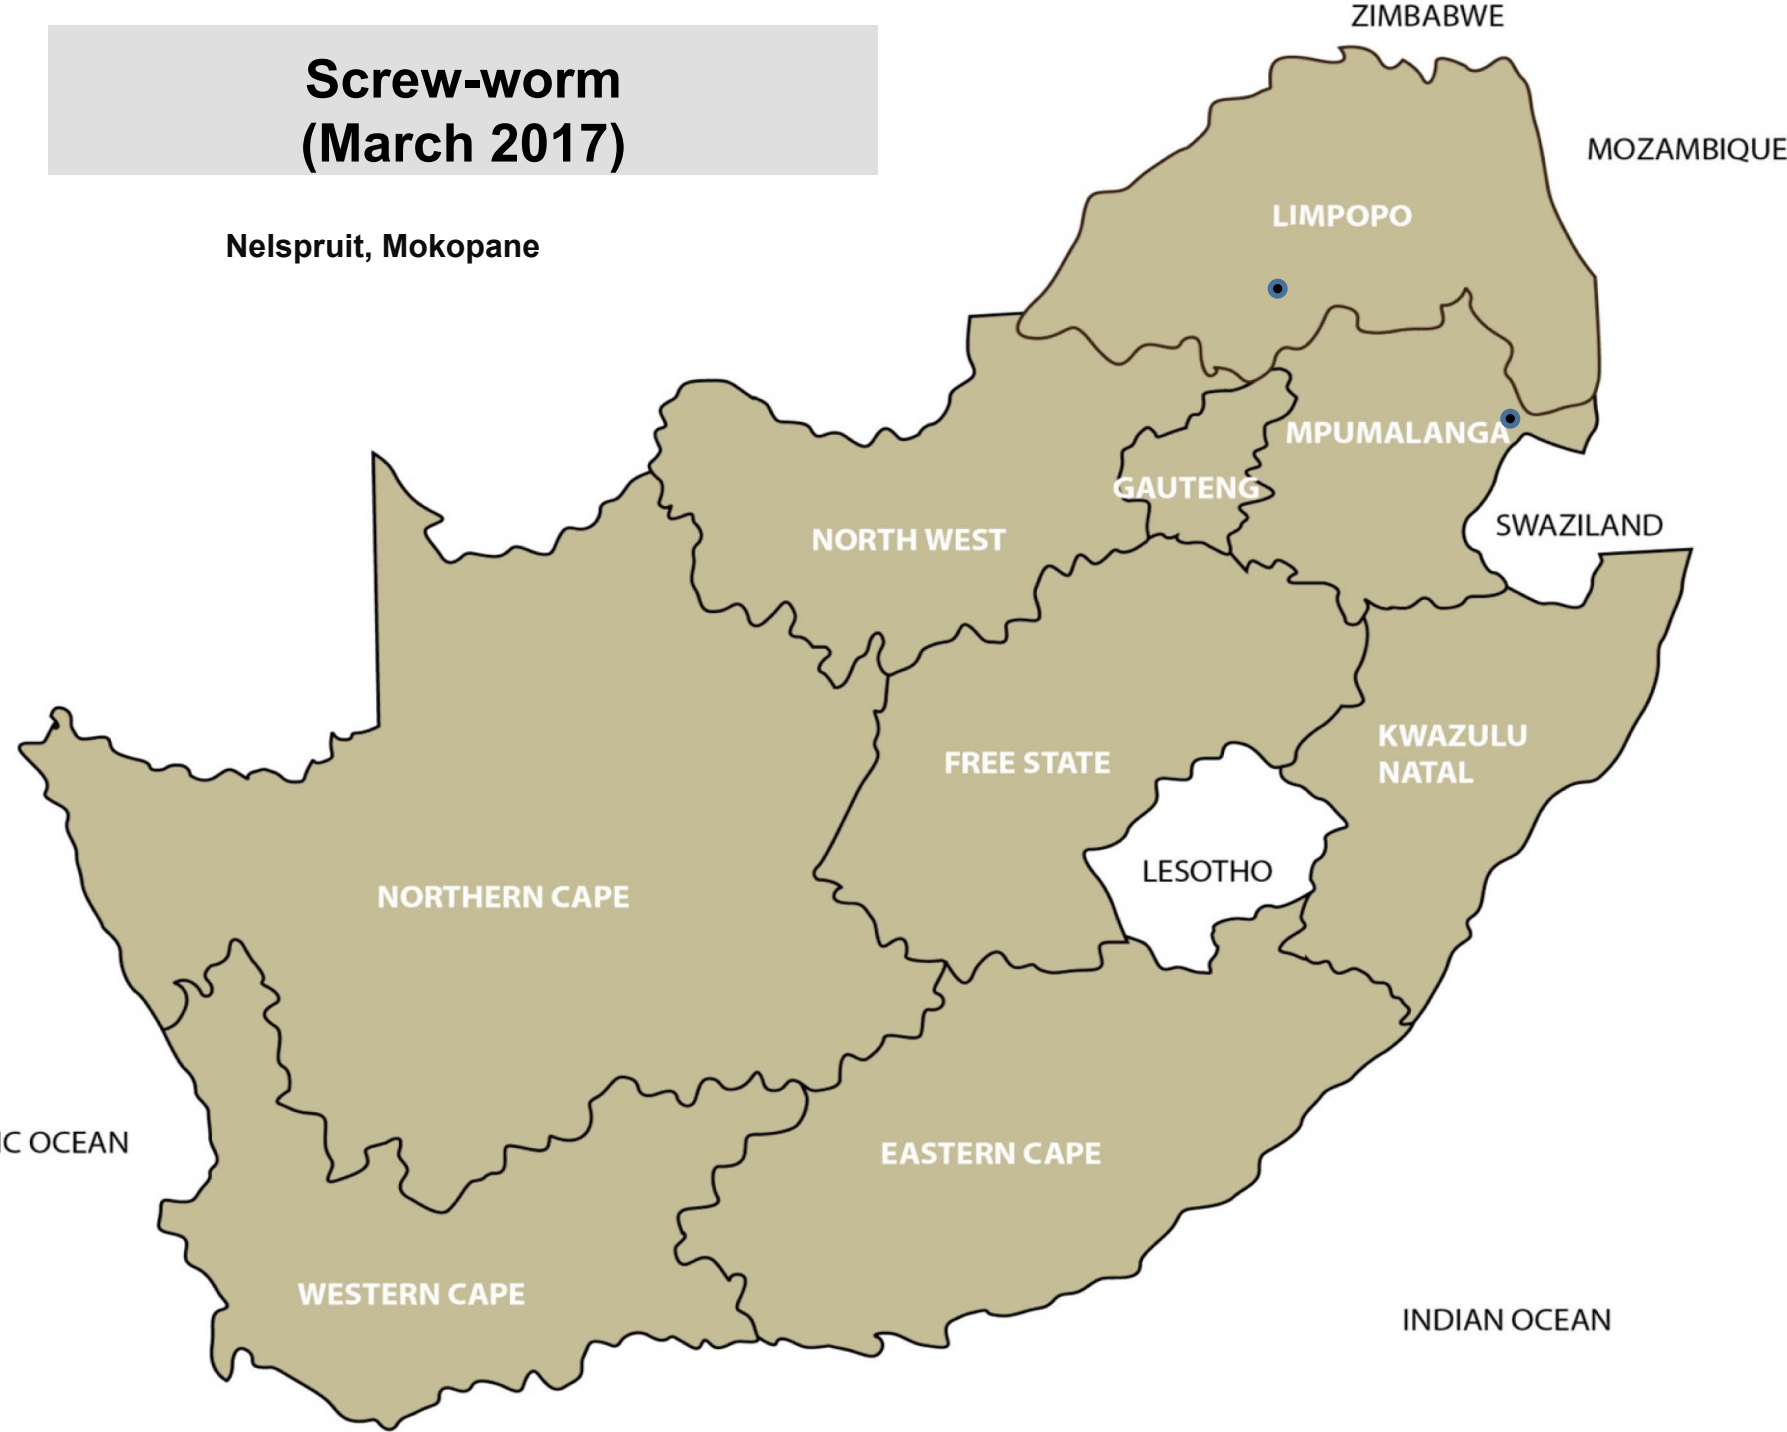 Screw-worm
(March 2017)
Nelspruit, Mokopane
ZIMBABWE
MOZAMBIQUE
LIMPOPO
MPUMALANGA
GAUTENG
NORTH WEST
SWAZILAND
KWAZULU
NATAL
FREE STATE
LESOTHO
NORTHERN CAPE
IC OCEAN
EASTERN CAPE
WESTERN CAPE
INDIAN OCEAN